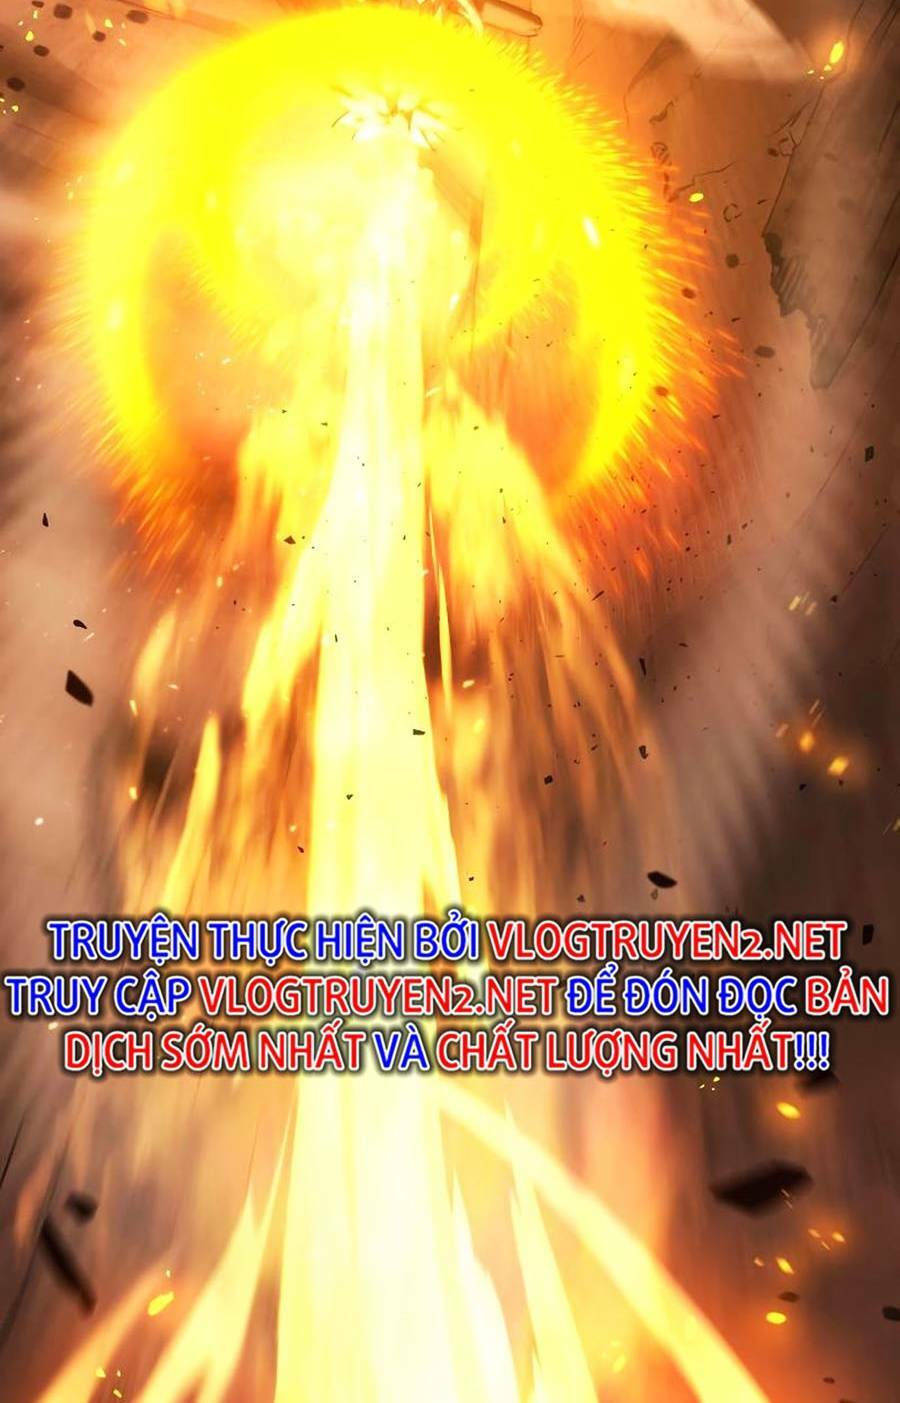 TRUYỆN THỰC HIỆN BỞI VLOGTRUYEN2.NET
TRUY CẬP VLOGTRUYEN2.NET ĐỂ ĐÓN ĐỌC BẢN
DỊCH SỚM NHẤT VÀ CHẤT LƯỢNG NHẤT!!!